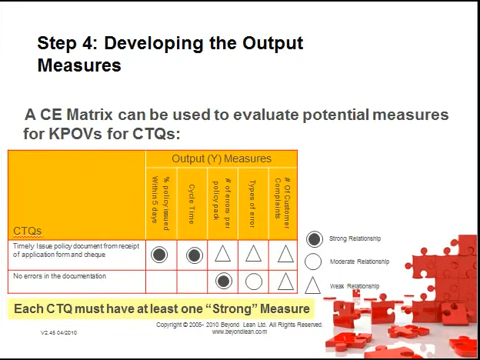 Step 4: Developing the Output
Measures
A CE Matrix can be used to evaluate potential measures
for KPOVs for CTQs:
Output (Y) Measures
CTQs
% policy issued
Within 5 days
Cycle Time
# of errors per
policy pack
Types of error
# Of Customer
Complaints
Timely Issue policy document from receipt
of application form and cheque
No errors in the documentation
Strong Relationship
Moderate Relationship
Weak Relationship
Each CTQ must have at least one “Strong” Measure
Copyright © 2005- 2010 Beyond Lean Ltd. All Rights Reserved.
V2.45 04/2010
www.beyondlean.com